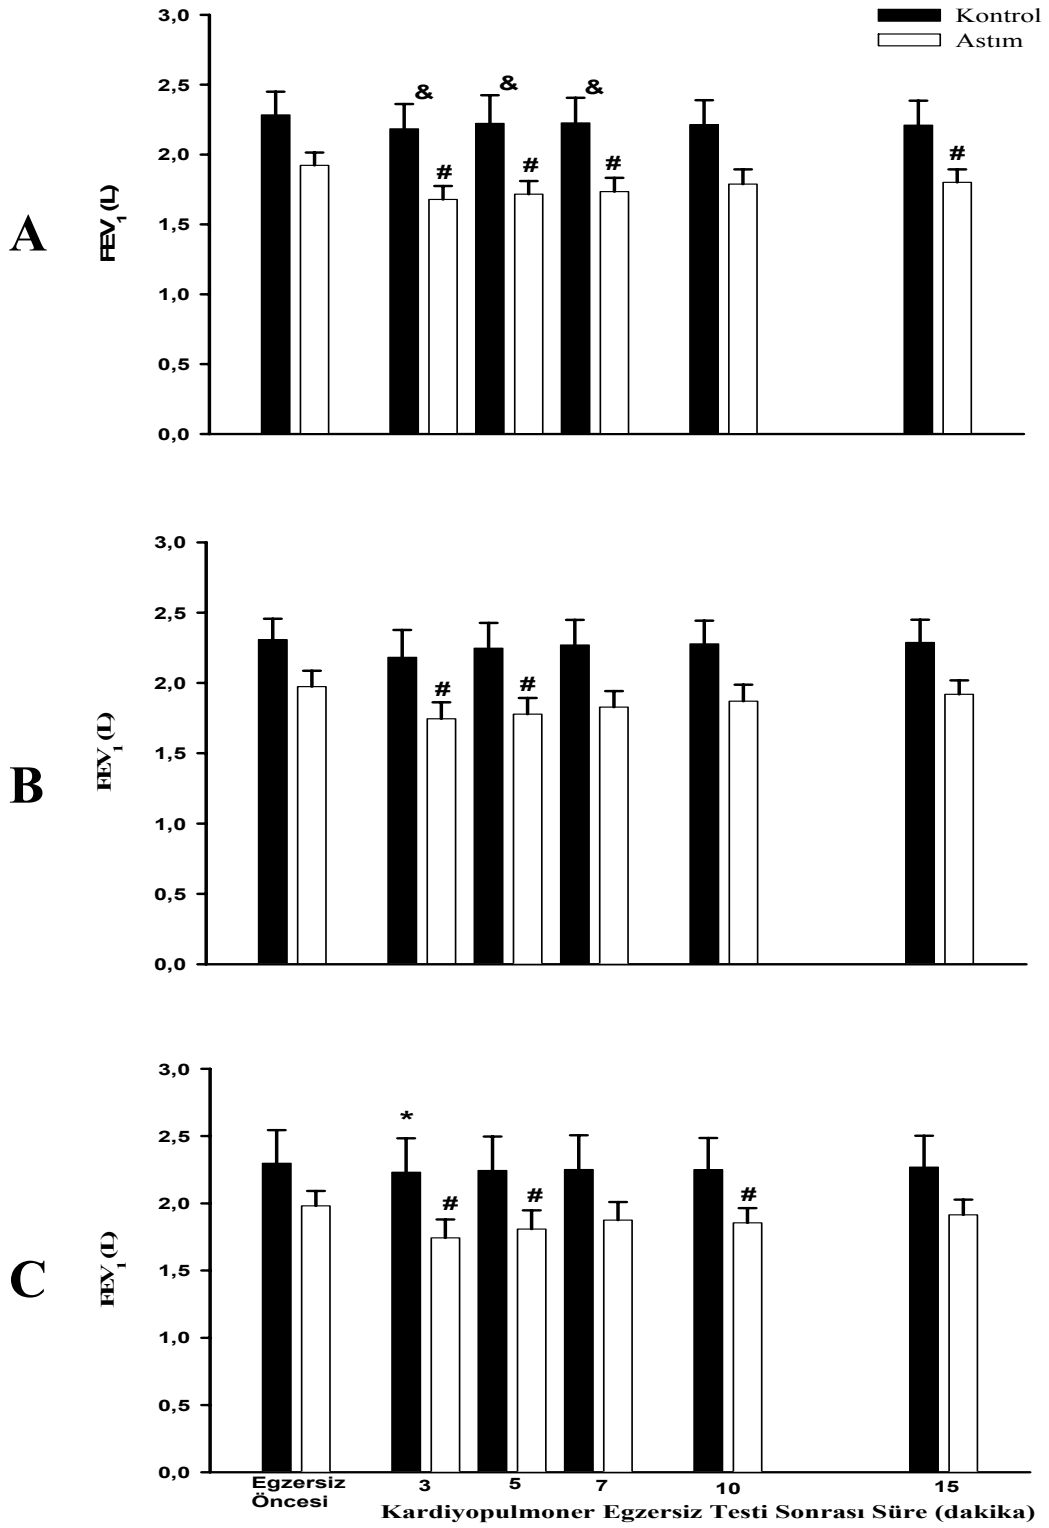 Kontrol
Astım
A
FEV1 (L)
3,0
2,5
2,0
1,5
1,0
0,5
0,0
& & &
# # # #
B
FEV1 (L)
3,0
2,5
2,0
1,5
1,0
0,5
0,0
# #
C
FEV1 (L)
3,0
2,5
2,0
1,5
1,0
0,5
0,0
*
# # #
Egzersiz
Öncesi
3 5 7 10 15
Kardiyopulmoner Egzersiz Testi Sonrası Süre (dakika)